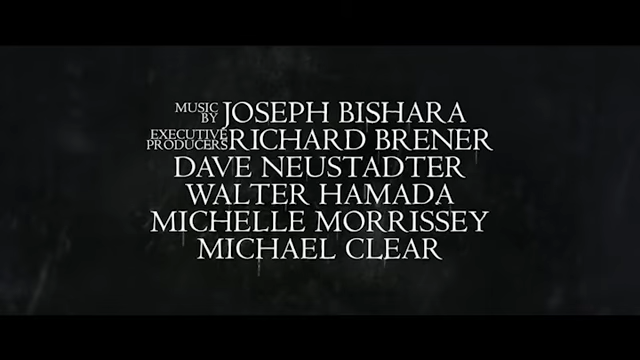 MUSIC BY JOSEPH BISHARA
EXECUTIVE PRODUCERS RICHARD BRENER
DAVE NEUSTADTER
WALTER HAMADA
MICHELLE MORRISSEY
MICHAEL CLEAR